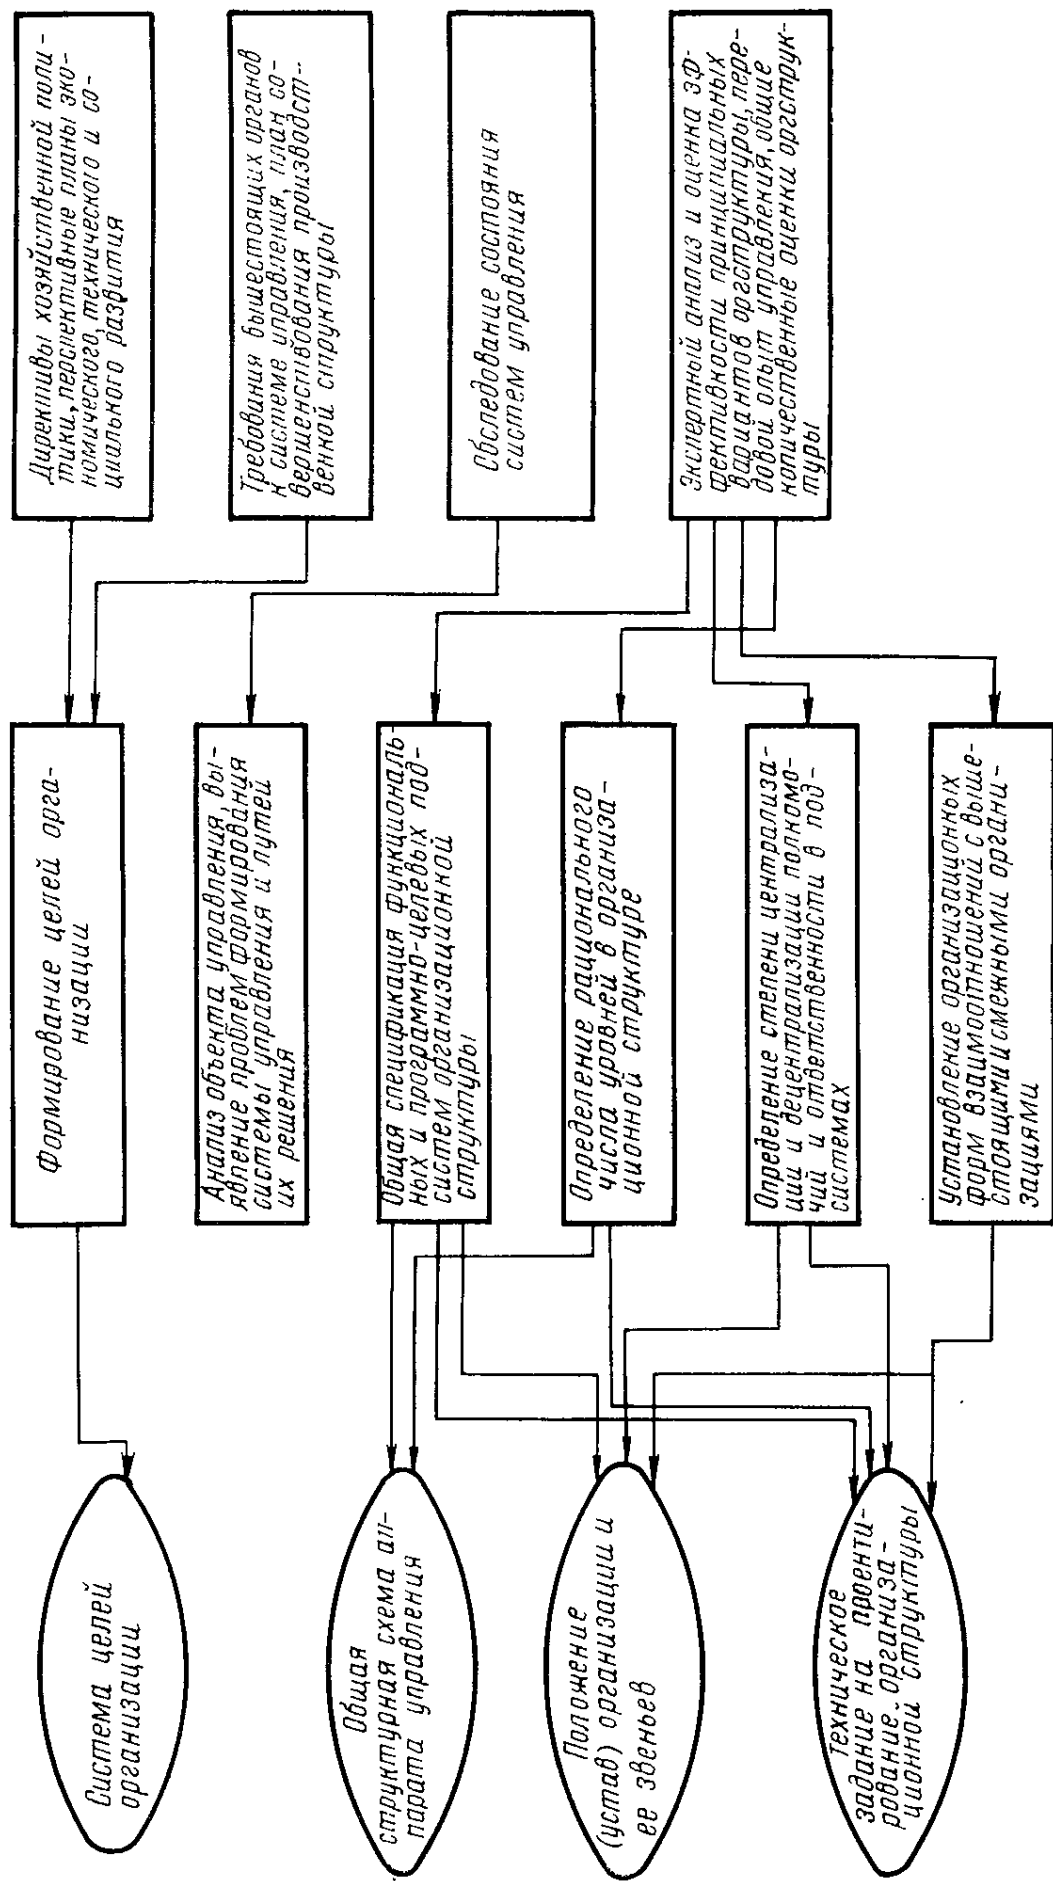 Система целей
организации
Общая
структурная схема ап-
парата управления
Положение
(устав) организации и
ее звеньев
Техническое
задание на проекти-
рование организа-
ционной структуры
Формирование целей орга-
низации
Анализ объекта управления, вы-
явление проблем формирования
системы управления и путей
их решения
Общая спецификация функциональ-
ных и программно-целевых под-
систем организационной
структуры
Определение рационального
числа уровней в организа-
ционной структуре
Определение степени централиза-
ции и децентрализации полномо-
чий и ответственности в под-
системах
Установление организационных
форм взаимоотношений с выше-
стоящими и смежными органи-
зациями
Директивы хозяйственной поли-
тики, перспективные планы эко-
номического, технического и со-
циального развития
Требования вышестоящих органов
к системе управления, план со-
вершенствования производст-
венной структуры
Обследование состояния
систем управления
Экспертный анализ и оценка эф-
фективности принципиальных
вариантов оргструктуры, пере-
довой опыт управления, общие
количественные оценки оргструк-
туры